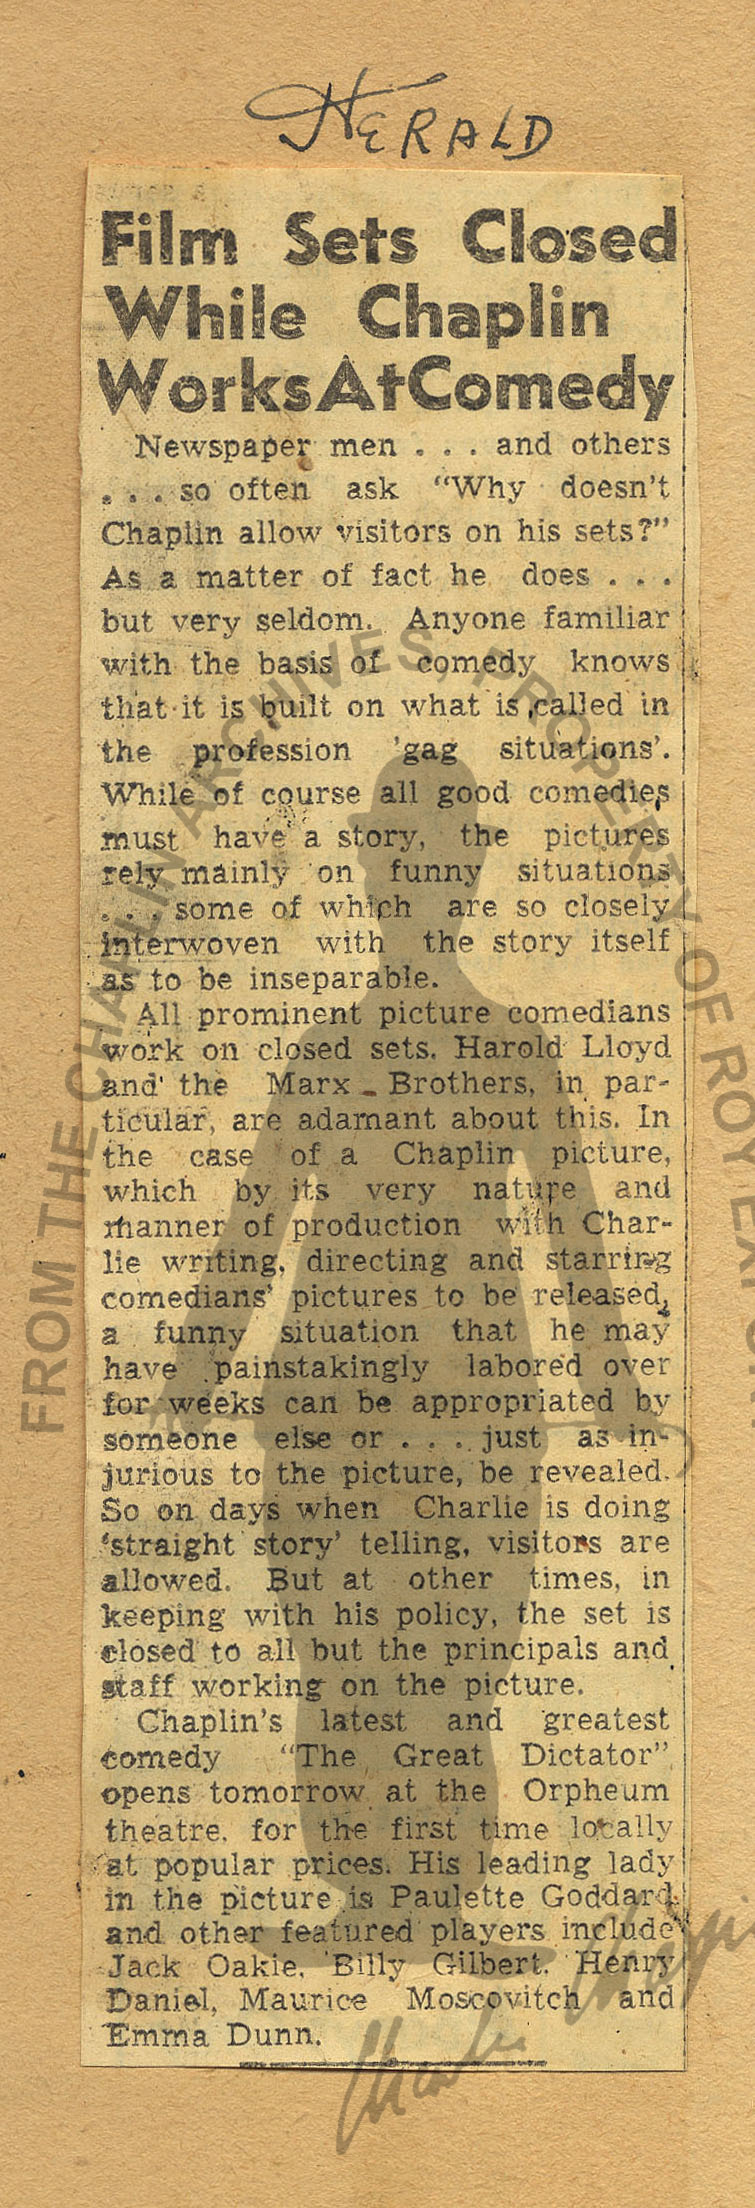 HERALD
Film Sets Closed
While Chaplin
Works At Comedy
Newspaper men . . . and others
. . . so often ask "Why doesn't
Chaplin allow visitors on his sets?"
As a matter of fact he does . . .
but very seldom. Anyone familiar
with the basis of comedy knows
that it is built on what is called in
the profession 'gag situations'.
While of course all good comedies
must have a story, the pictures
rely mainly on funny situations
. . . some of which are so closely
interwoven with the story itself
as to be inseparable.
All prominent picture comedians
work on closed sets. Harold Lloyd
and the Marx Brothers, in par-
ticular, are adamant about this. In
the case of a Chaplin picture,
which by its very nature and
manner of production with Char-
lie writing, directing and starring
comedians' pictures to be released,
a funny situation that he may
have painstakingly labored over
for weeks can be appropriated by
someone else or . . . just as in-
jurious to the picture, be revealed.
So on days when Charlie is doing
'straight story' telling, visitors are
allowed. But at other times, in
keeping with his policy, the set is
closed to all but the principals and
staff working on the picture.
Chaplin's latest and greatest
comedy "The Great Dictator"
opens tomorrow at the Orpheum
theatre, for the first time locally
at popular prices. His leading lady
in the picture is Paulette Goddard
and other featured players include
Jack Oakie, Billy Gilbert, Henry
Daniel, Maurice Moscovitch and
Emma Dunn.
FROM THE CHAPLIN ARCHIVES, PROPERTY OF ROY EX
Charlie Chaplin